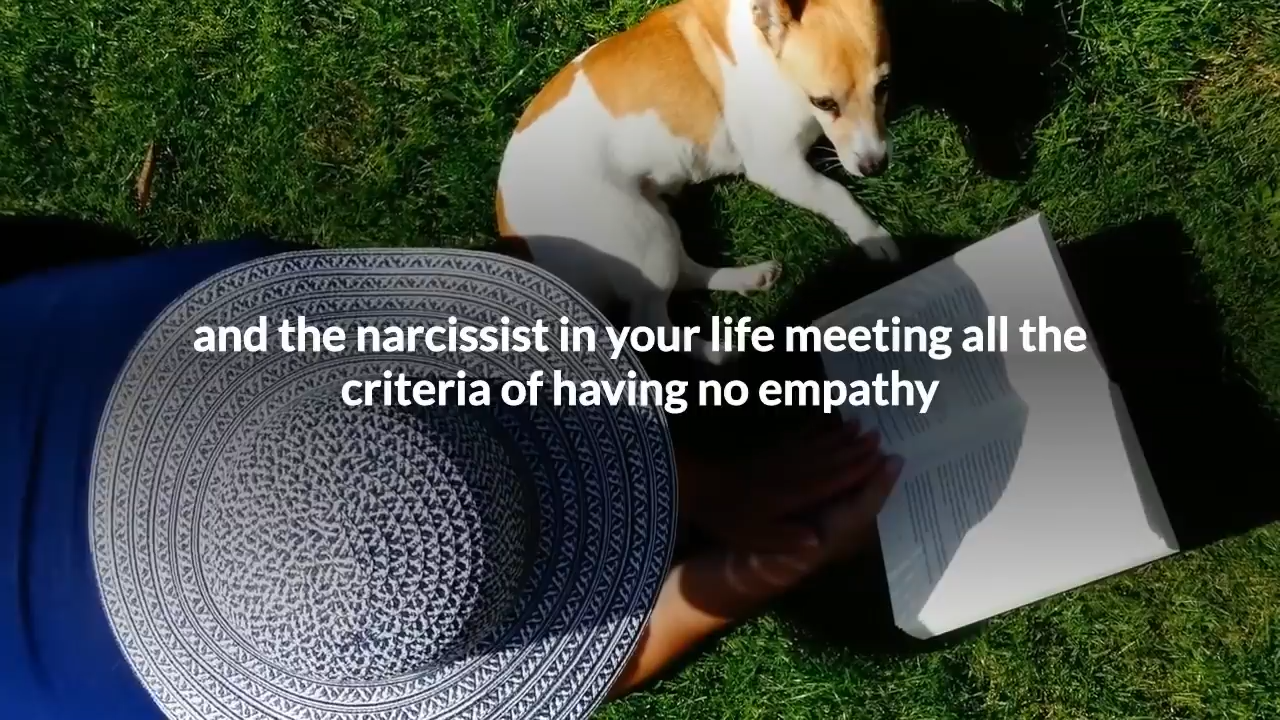 and the narcissist in your life meeting all the
criteria of having no empathy